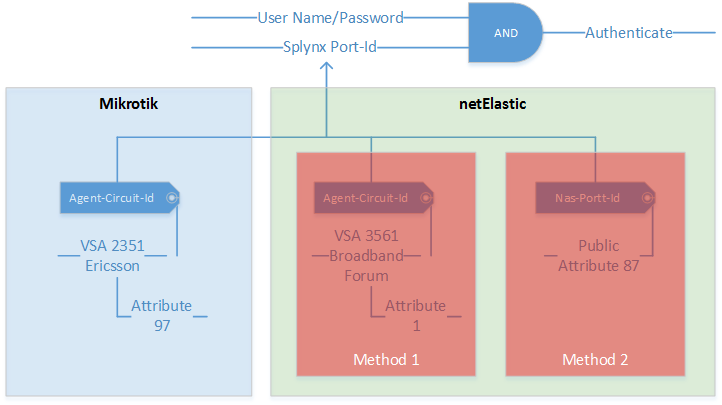 User Name/Password
Splynx Port-Id
AND
Authenticate
Mikrotik
netElastic
Agent-Circuit-Id
Agent-Circuit-Id
Nas-Portt-Id
VSA 2351
Ericsson
Attribute
97
VSA 3561
Broadband
Forum
Attribute
1
Public
Attribute 87
Method 1
Method 2